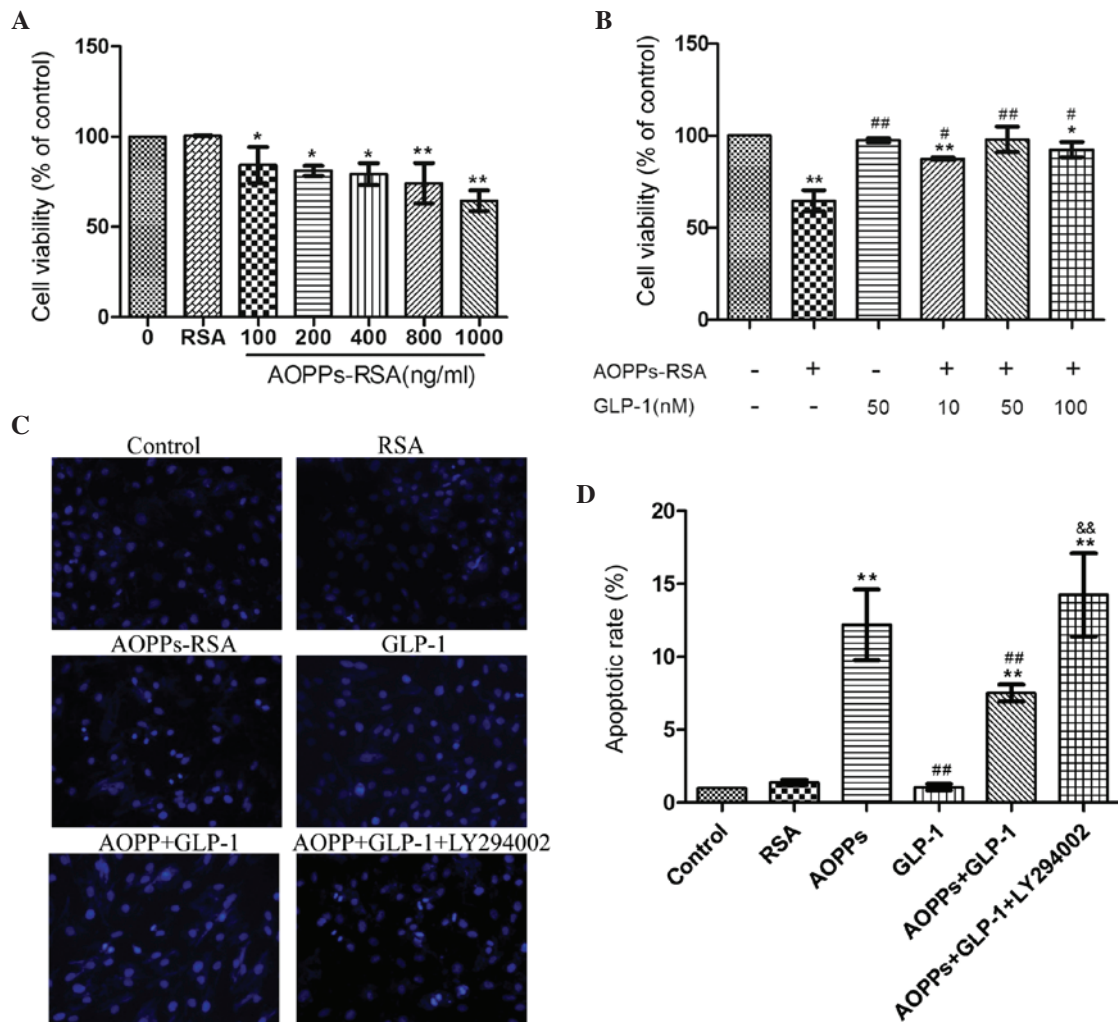 A
Cell viability (% of control)
150
100
50
0
* * * ** **
0 RSA 100 200 400 800 1000
AOPPs-RSA(ng/ml)
B
Cell viability (% of control)
150
100
50
0
** ## # ** ## # *
AOPPs-RSA - + - + + +
GLP-1(nM) - - 50 10 50 100
C
Control RSA
AOPPs-RSA GLP-1
AOPP+GLP-1 AOPP+GLP-1+LY294002
D
Apoptotic rate (%)
20
15
10
5
0
** ## ## ** && **
Control
RSA
AOPPs
GLP-1
AOPPs+GLP-1
AOPPs+GLP-1+LY294002